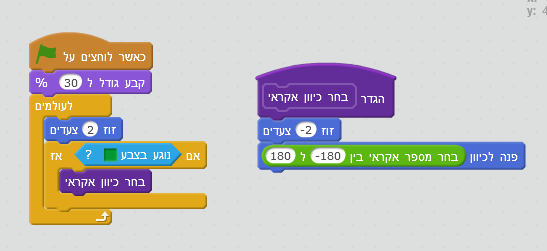 y: 4
כאשר לוחצים על
קבע גודל ל 30 %
לעולמים
זוז 2 צעדים
אם נוגע בצבע ? אז
בחר כיוון אקראי
הגדר בחר כיוון אקראי
זוז -2 צעדים
פנה לכיוון בחר מספר אקראי בין -180 ל 180